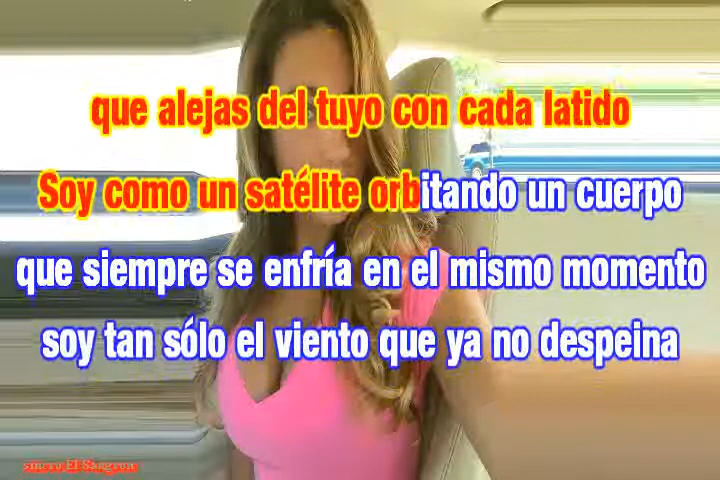 que alejas del tuyo con cada latido
Soy como un satélite orbitando un cuerpo
que siempre se enfría en el mismo momento
soy tan sólo el viento que ya no despeina
El